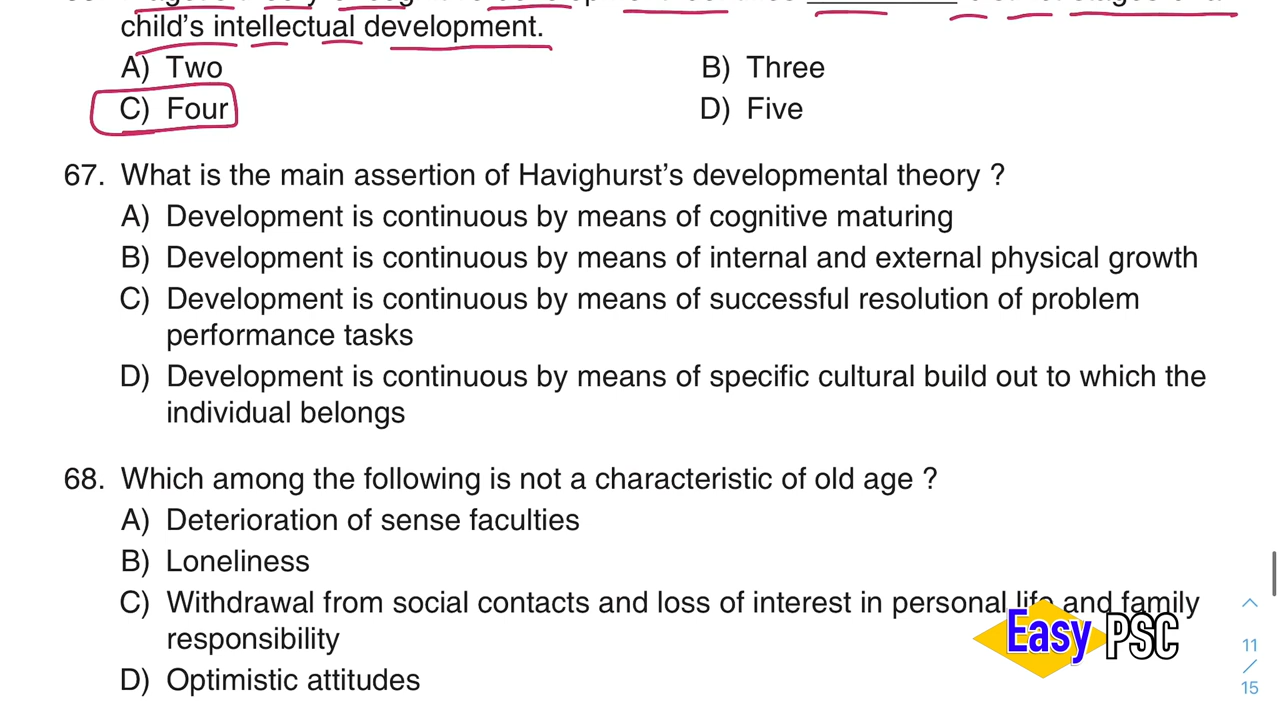 child's intellectual development.
A) Two
B) Three
C) Four
D) Five
67. What is the main assertion of Havighurst's developmental theory ?
A) Development is continuous by means of cognitive maturing
B) Development is continuous by means of internal and external physical growth
C) Development is continuous by means of successful resolution of problem
performance tasks
D) Development is continuous by means of specific cultural build out to which the
individual belongs
68. Which among the following is not a characteristic of old age ?
A) Deterioration of sense faculties
B) Loneliness
C) Withdrawal from social contacts and loss of interest in personal life and family
responsibility
D) Optimistic attitudes
Easy PSC
11
/
15